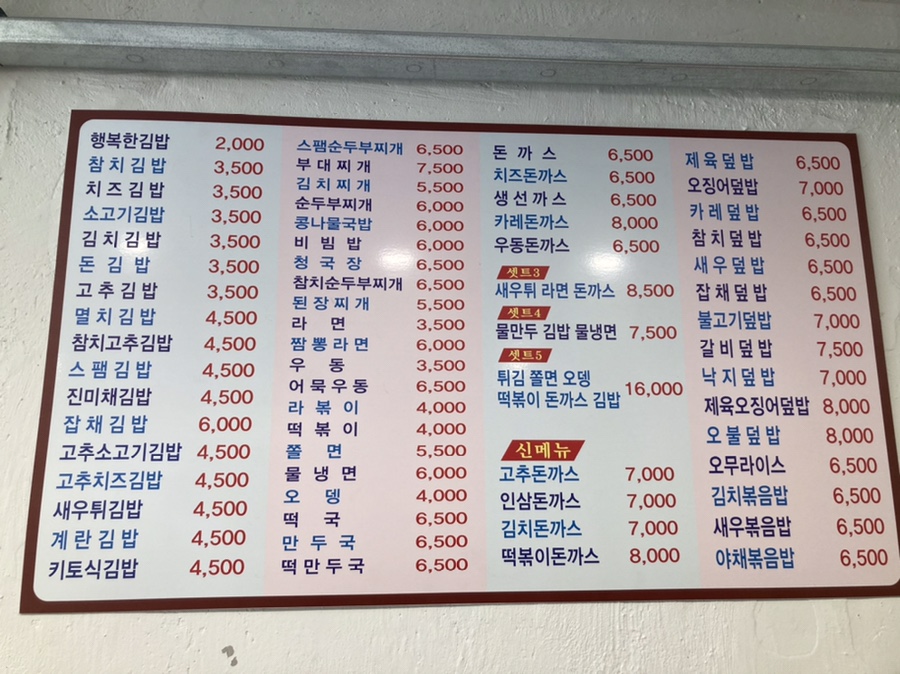 행복한김밥 2,000
참치김밥 3,500
치즈김밥 3,500
소고기김밥 3,500
김치김밥 3,500
돈김밥 3,500
고추김밥 3,500
멸치김밥 4,500
참치고추김밥 4,500
스팸김밥 4,500
진미채김밥 4,500
잡채김밥 6,000
고추소고기김밥 4,500
고추치즈김밥 4,500
새우튀김밥 4,500
계란김밥 4,500
키토식김밥 4,500
스팸순두부찌개 6,500
부대찌개 7,500
김치찌개 5,500
순두부찌개 6,000
콩나물국밥 6,000
비빔밥 6,000
청국장 6,500
참치순두부찌개 6,500
된장찌개 5,500
라면 3,500
짬뽕라면 6,000
우동 3,500
어묵우동 6,500
라볶이 4,000
떡볶이 4,000
쫄면 5,500
물냉면 6,000
오뎅 4,000
떡국 6,500
만두국 6,500
떡만두국 6,500
돈까스 6,500
치즈돈까스 6,500
생선까스 6,500
카레돈까스 8,000
우동돈까스 6,500
셋트3
새우튀 라면 돈까스 8,500
셋트4
물만두 김밥 물냉면 7,500
셋트5
튀김 쫄면 오뎅
떡볶이 돈까스 김밥 16,000
신메뉴
고추돈까스 7,000
인삼돈까스 7,000
김치돈까스 7,000
떡볶이돈까스 8,000
제육덮밥 6,500
오징어덮밥 7,000
카레덮밥 6,500
참치덮밥 6,500
새우덮밥 6,500
잡채덮밥 6,500
불고기덮밥 7,000
갈비덮밥 7,500
낙지덮밥 7,000
제육오징어덮밥 8,000
오불덮밥 8,000
오무라이스 6,500
김치볶음밥 6,500
새우볶음밥 6,500
야채볶음밥 6,500